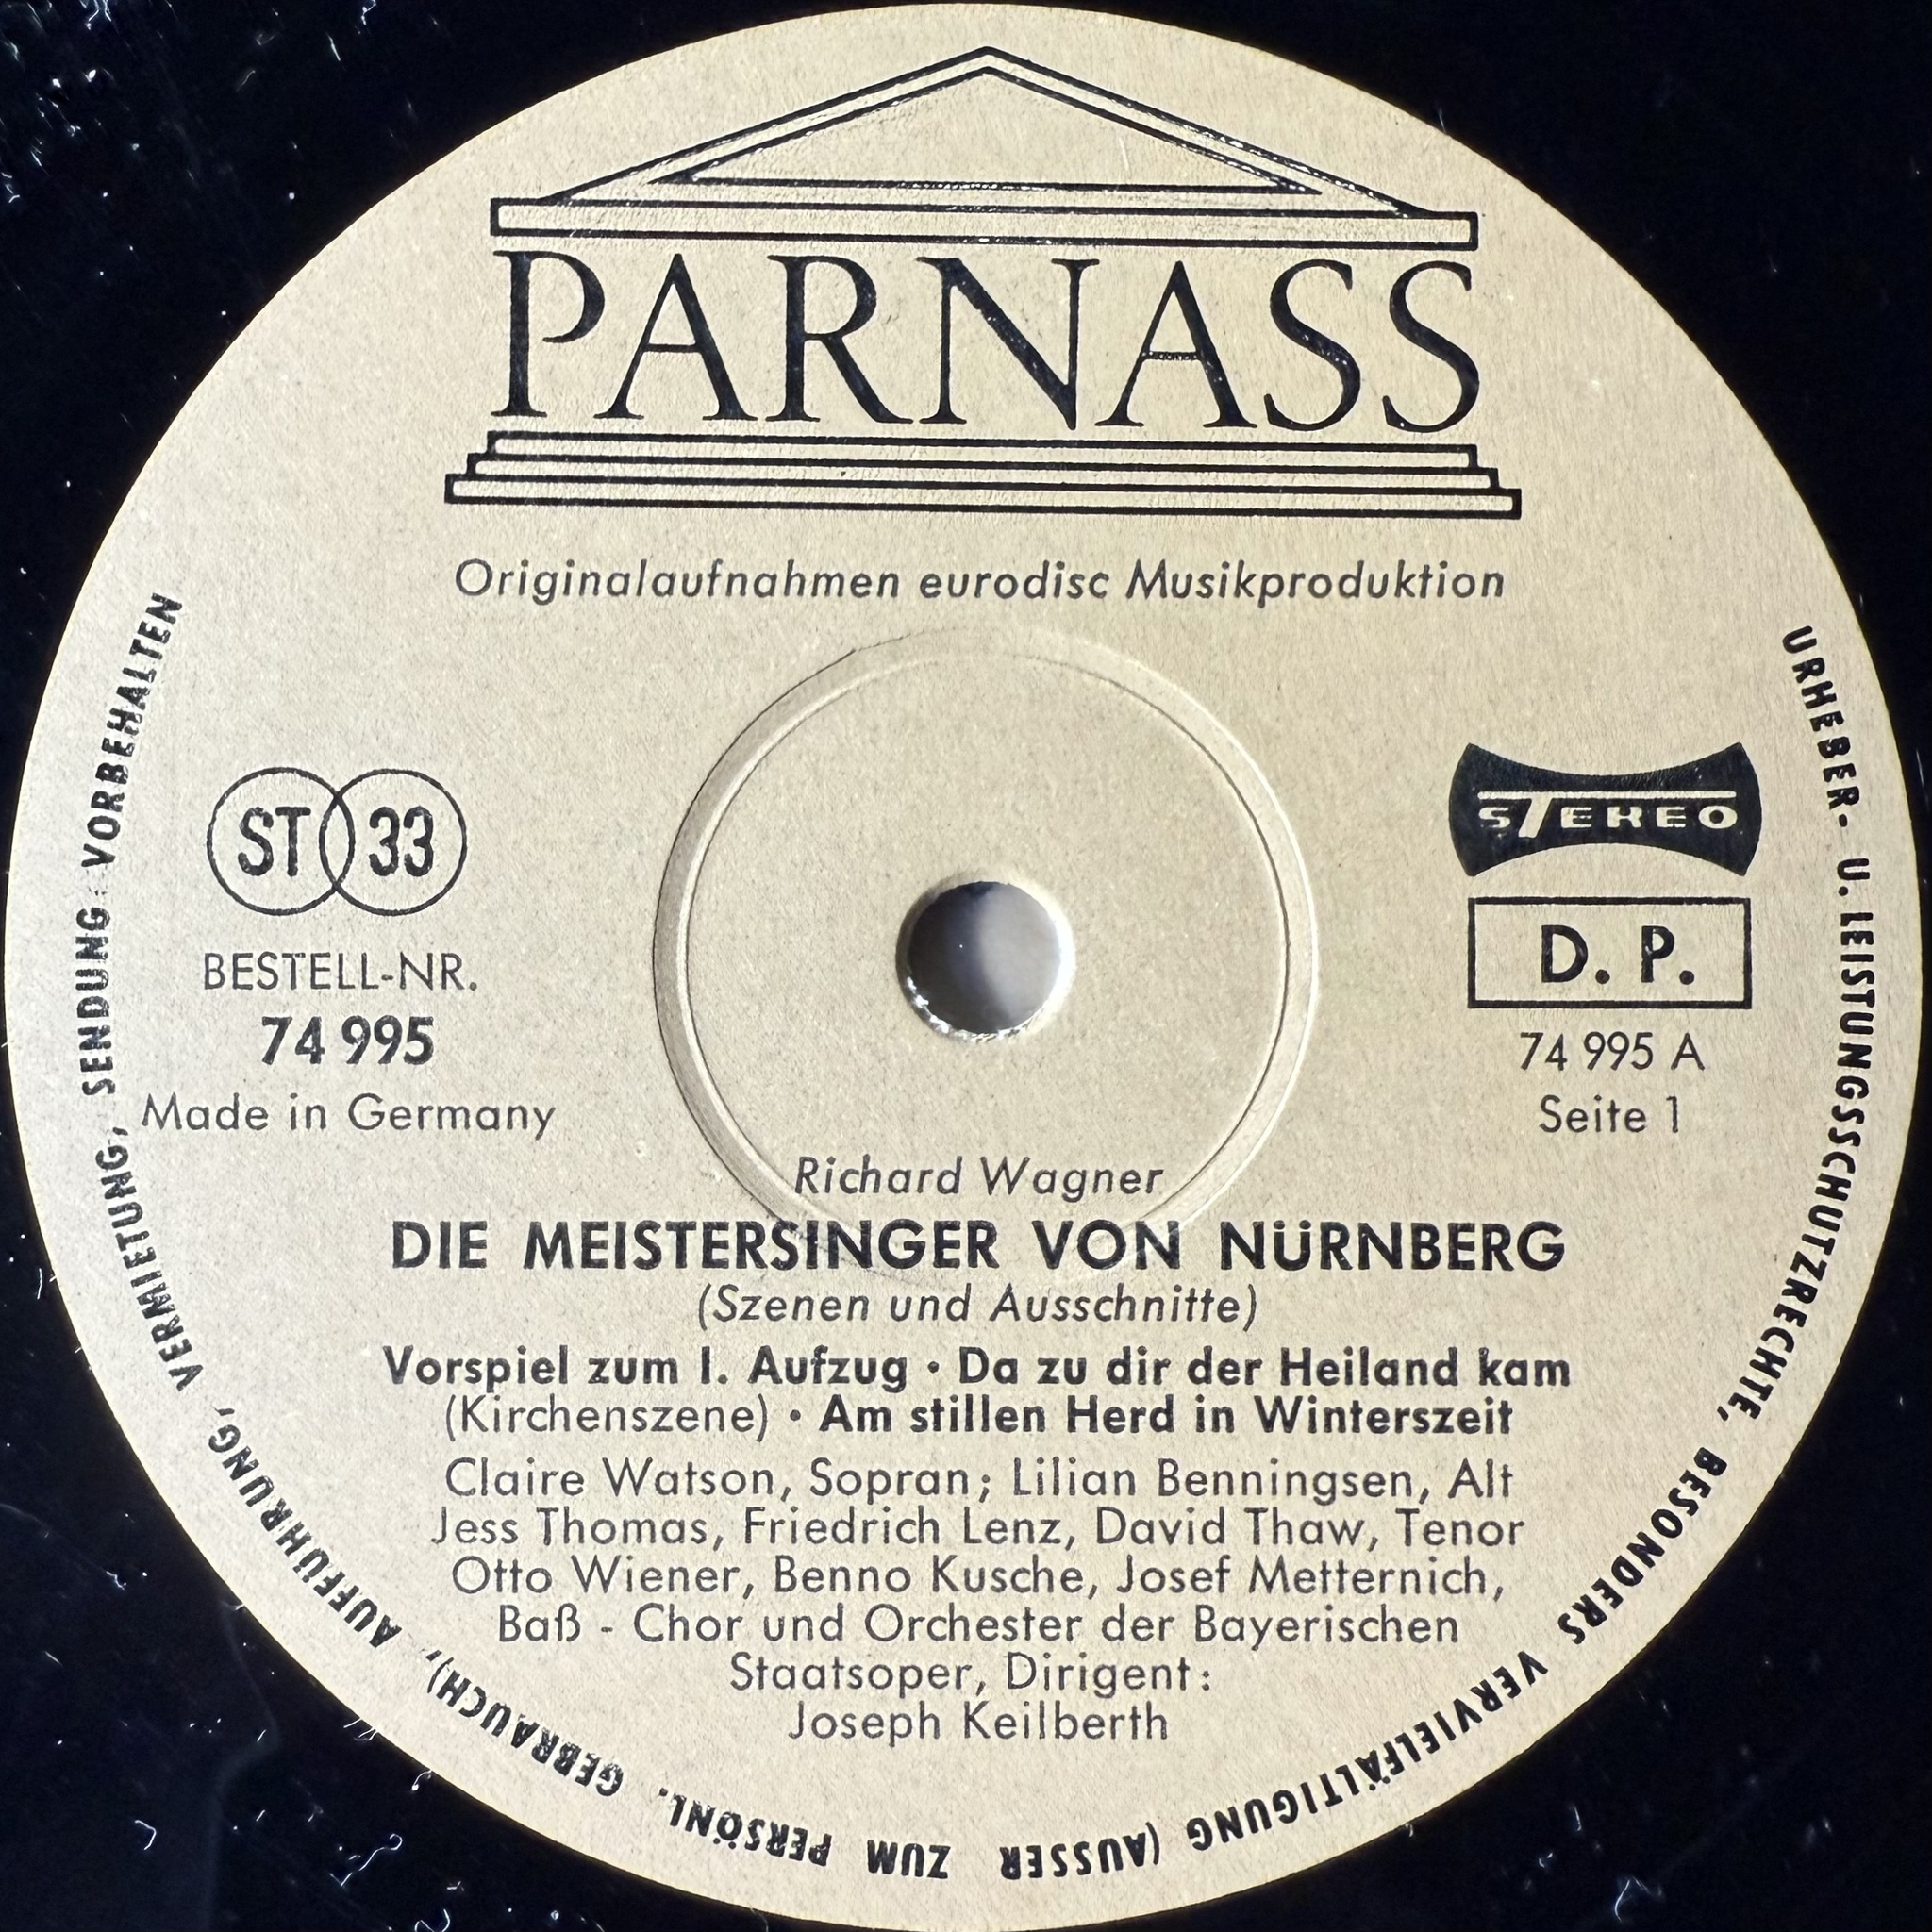 PARNASS
Originalaufnahmen eurodisc Musikproduktion
ST 33
BESTELL-NR.
74 995
Made in Germany
STEREO
D. P.
74 995 A
Seite 1
Richard Wagner
DIE MEISTERSINGER VON NÜRNBERG
(Szenen und Ausschnitte)
Vorspiel zum I. Aufzug · Da zu dir der Heiland kam
(Kirchenszene) · Am stillen Herd in Winterszeit
Claire Watson, Sopran; Lilian Benningsen, Alt
Jess Thomas, Friedrich Lenz, David Thaw, Tenor
Otto Wiener, Benno Kusche, Josef Metternich,
Baß - Chor und Orchester der Bayerischen
Staatsoper, Dirigent:
Joseph Keilberth
URHEBER- U. LEISTUNGSSCHUTZRECHTE, BESONDERS VERVIELFÄLTIGUNG (AUSSER ZUM PERSÖNL. GEBRAUCH), AUFFÜHRUNG, VERMIETUNG, SENDUNG: VORBEHALTEN